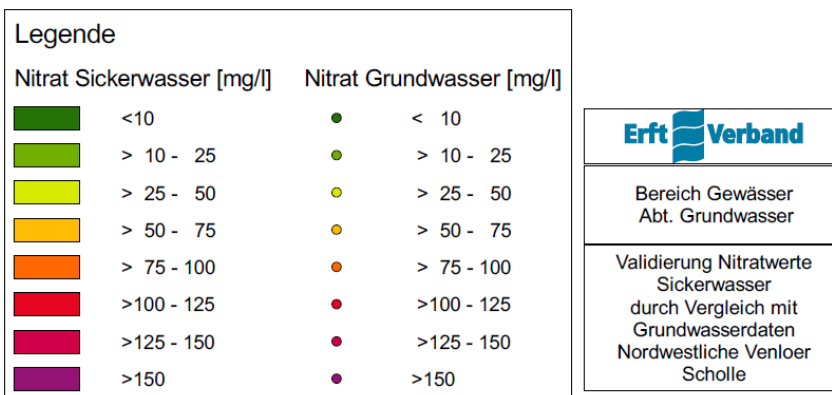 Legende
Nitrat Sickerwasser [mg/l] Nitrat Grundwasser [mg/l]
<10 < 10
> 10 - 25 > 10 - 25
> 25 - 50 > 25 - 50
> 50 - 75 > 50 - 75
> 75 - 100 > 75 - 100
>100 - 125 >100 - 125
>125 - 150 >125 - 150
>150 >150
Erft Verband
Bereich Gewässer
Abt. Grundwasser
Validierung Nitratwerte
Sickerwasser
durch Vergleich mit
Grundwasserdaten
Nordwestliche Venloer
Scholle